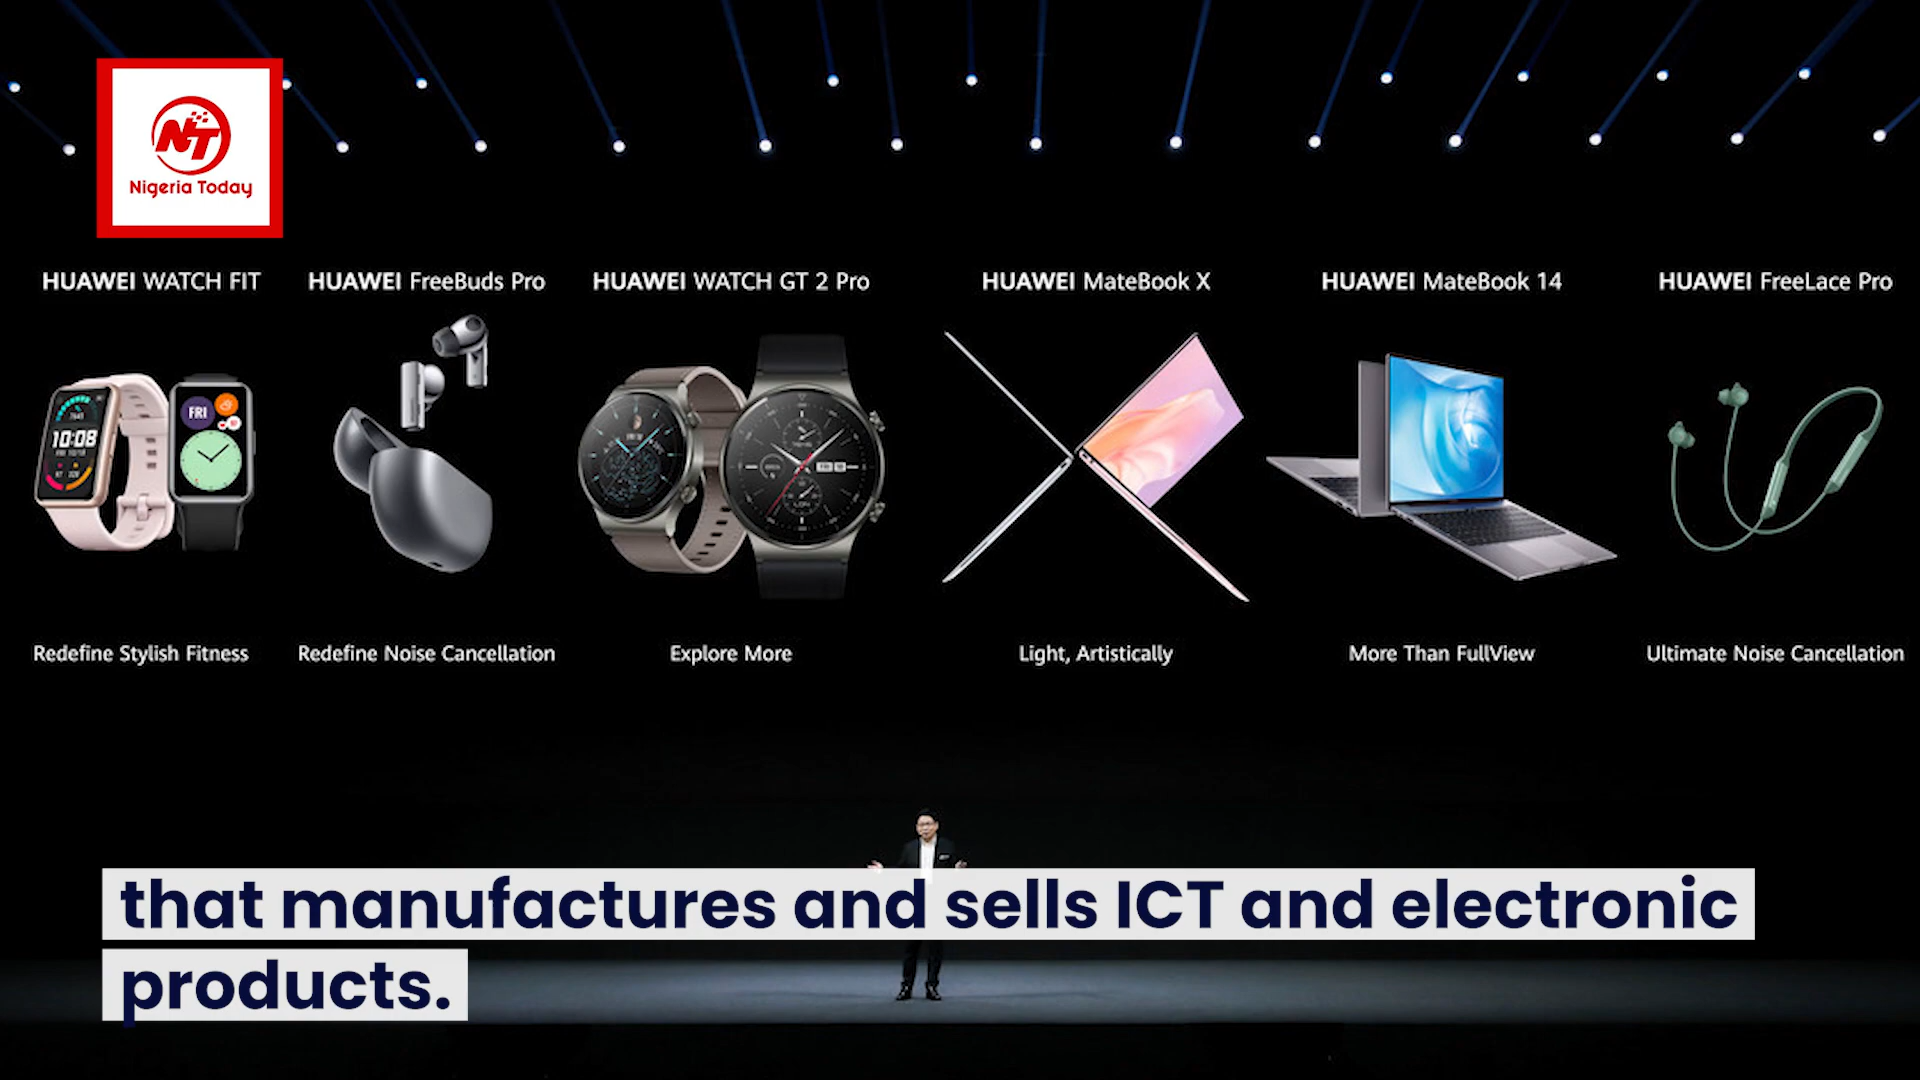 NT
Nigeria Today
HUAWEI WATCH FIT
HUAWEI FreeBuds Pro
HUAWEI WATCH GT 2 Pro
HUAWEI MateBook X
HUAWEI MateBook 14
HUAWEI FreeLace Pro
10:08
FRI
Redefine Stylish Fitness
Redefine Noise Cancellation
Explore More
Light, Artistically
More Than FullView
Ultimate Noise Cancellation
that manufactures and sells ICT and electronic
products.